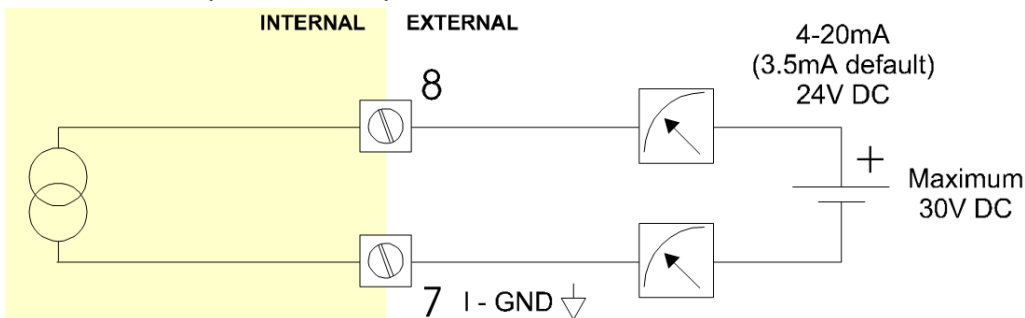 INTERNAL EXTERNAL
8
4-20mA
(3.5mA default)
24V DC
+
Maximum
30V DC
7 I - GND